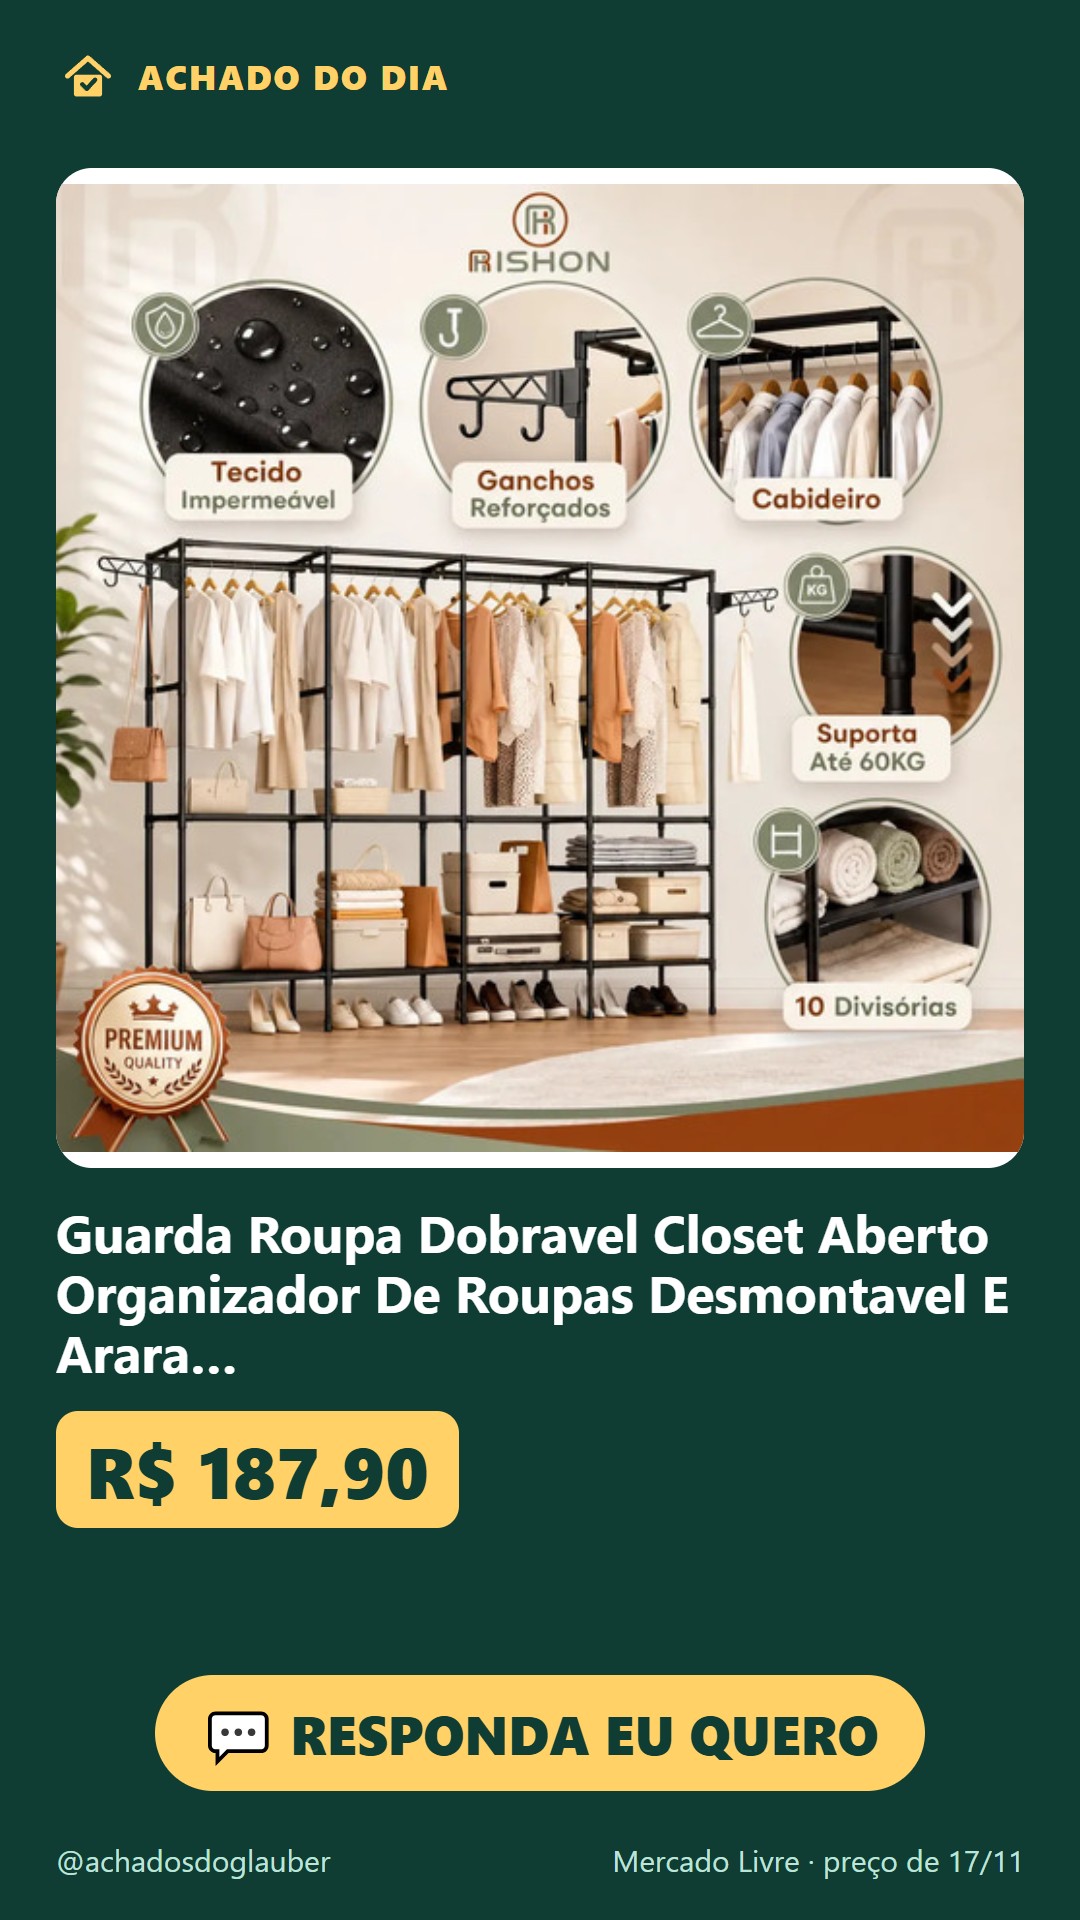 ACHADO DO DIA
RISHON
Tecido
Impermeável
Ganchos
Reforçados
Cabideiro
KG
Suporta
Até 60KG
10 Divisórias
PREMIUM
QUALITY
Guarda Roupa Dobravel Closet Aberto
Organizador De Roupas Desmontavel E
Arara...
R$ 187,90
RESPONDA EU QUERO
@achadosdoglauber
Mercado Livre · preço de 17/11